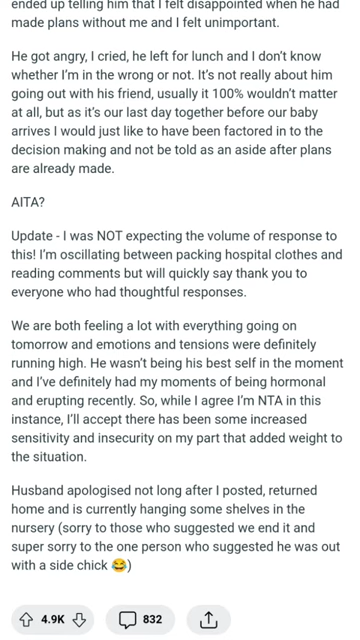 ended up telling him that I felt disappointed when he had
made plans without me and I felt unimportant.
He got angry, I cried, he left for lunch and I don't know
whether I'm in the wrong or not. It's not really about him
going out with his friend, usually it 100% wouldn't matter
at all, but as it's our last day together before our baby
arrives I would just like to have been factored in to the
decision making and not be told as an aside after plans
are already made.
AITA?
Update - I was NOT expecting the volume of response to
this! I'm oscillating between packing hospital clothes and
reading comments but will quickly say thank you to
everyone who had thoughtful responses.
We are both feeling a lot with everything going on
tomorrow and emotions and tensions were definitely
running high. He wasn't being his best self in the moment
and I've definitely had my moments of being hormonal
and erupting recently. So, while I agree I'm NTA in this
instance, I'll accept there has been some increased
sensitivity and insecurity on my part that added weight to
the situation.
Husband apologised not long after I posted, returned
home and is currently hanging some shelves in the
nursery (sorry to those who suggested we end it and
super sorry to the one person who suggested he was out
with a side chick 😂)
4.9K 832